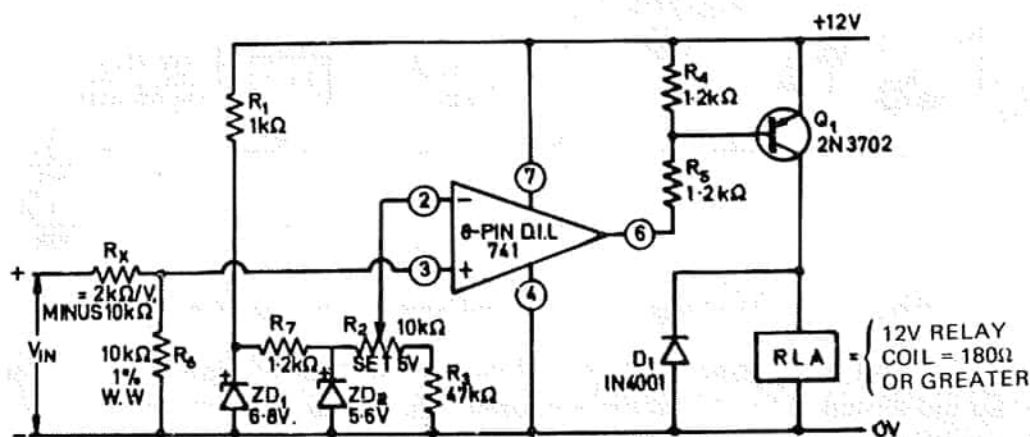 +12V
R1
1kΩ
R4
1·2kΩ
Q1
2N3702
R5
1·2kΩ
7
2
−
8-PIN D.I.L
741
6
3
+
4
+
RX
= 2kΩ/V,
MINUS 10kΩ
VIN
10kΩ
1%
W.W
R6
R7
1·2kΩ
R2
10kΩ
SET 5V
R3
47kΩ
+
ZD1
6·8V.
+
ZD2
5·6V
D1
IN4001
RLA
=
12V RELAY
COIL = 180Ω
OR GREATER
−
0V